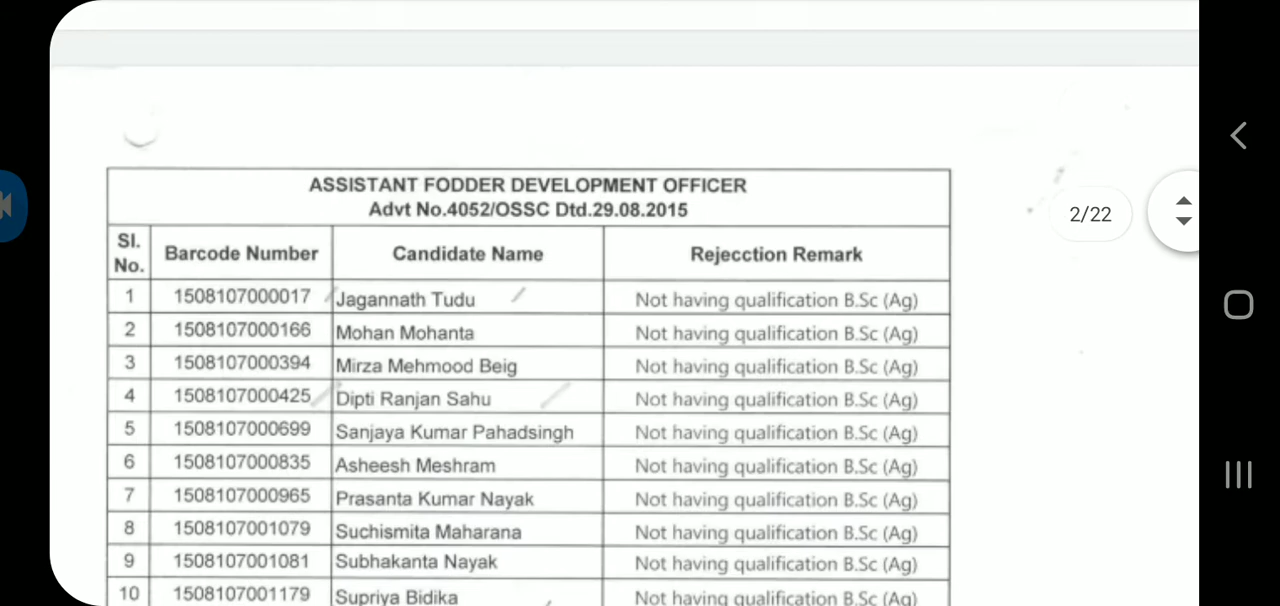 ASSISTANT FODDER DEVELOPMENT OFFICER
Advt No.4052/OSSC Dtd.29.08.2015
2/22
Sl. No. Barcode Number Candidate Name Rejecction Remark
1 1508107000017 Jagannath Tudu Not having qualification B.Sc (Ag)
2 1508107000166 Mohan Mohanta Not having qualification B.Sc (Ag)
3 1508107000394 Mirza Mehmood Beig Not having qualification B.Sc (Ag)
4 1508107000425 Dipti Ranjan Sahu Not having qualification B.Sc (Ag)
5 1508107000699 Sanjaya Kumar Pahadsingh Not having qualification B.Sc (Ag)
6 1508107000835 Asheesh Meshram Not having qualification B.Sc (Ag)
7 1508107000965 Prasanta Kumar Nayak Not having qualification B.Sc (Ag)
8 1508107001079 Suchismita Maharana Not having qualification B.Sc (Ag)
9 1508107001081 Subhakanta Nayak Not having qualification B.Sc (Ag)
10 1508107001179 Supriya Bidika Not having qualification B.Sc (Ag)